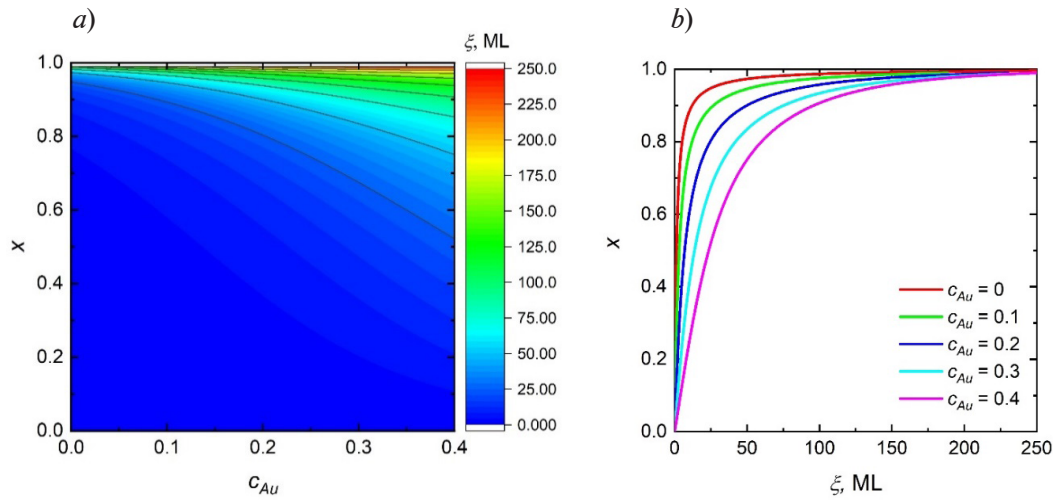 a)
ξ, ML
1.0
0.8
0.6
x
0.4
0.2
0.0
0.0 0.1 0.2 0.3 0.4
c_Au
250.0
225.0
200.0
175.0
150.0
125.0
100.0
75.00
50.00
25.00
0.000
b)
1.0
0.8
0.6
x
0.4
0.2
0.0
c_Au = 0
c_Au = 0.1
c_Au = 0.2
c_Au = 0.3
c_Au = 0.4
0 50 100 150 200 250
ξ, ML